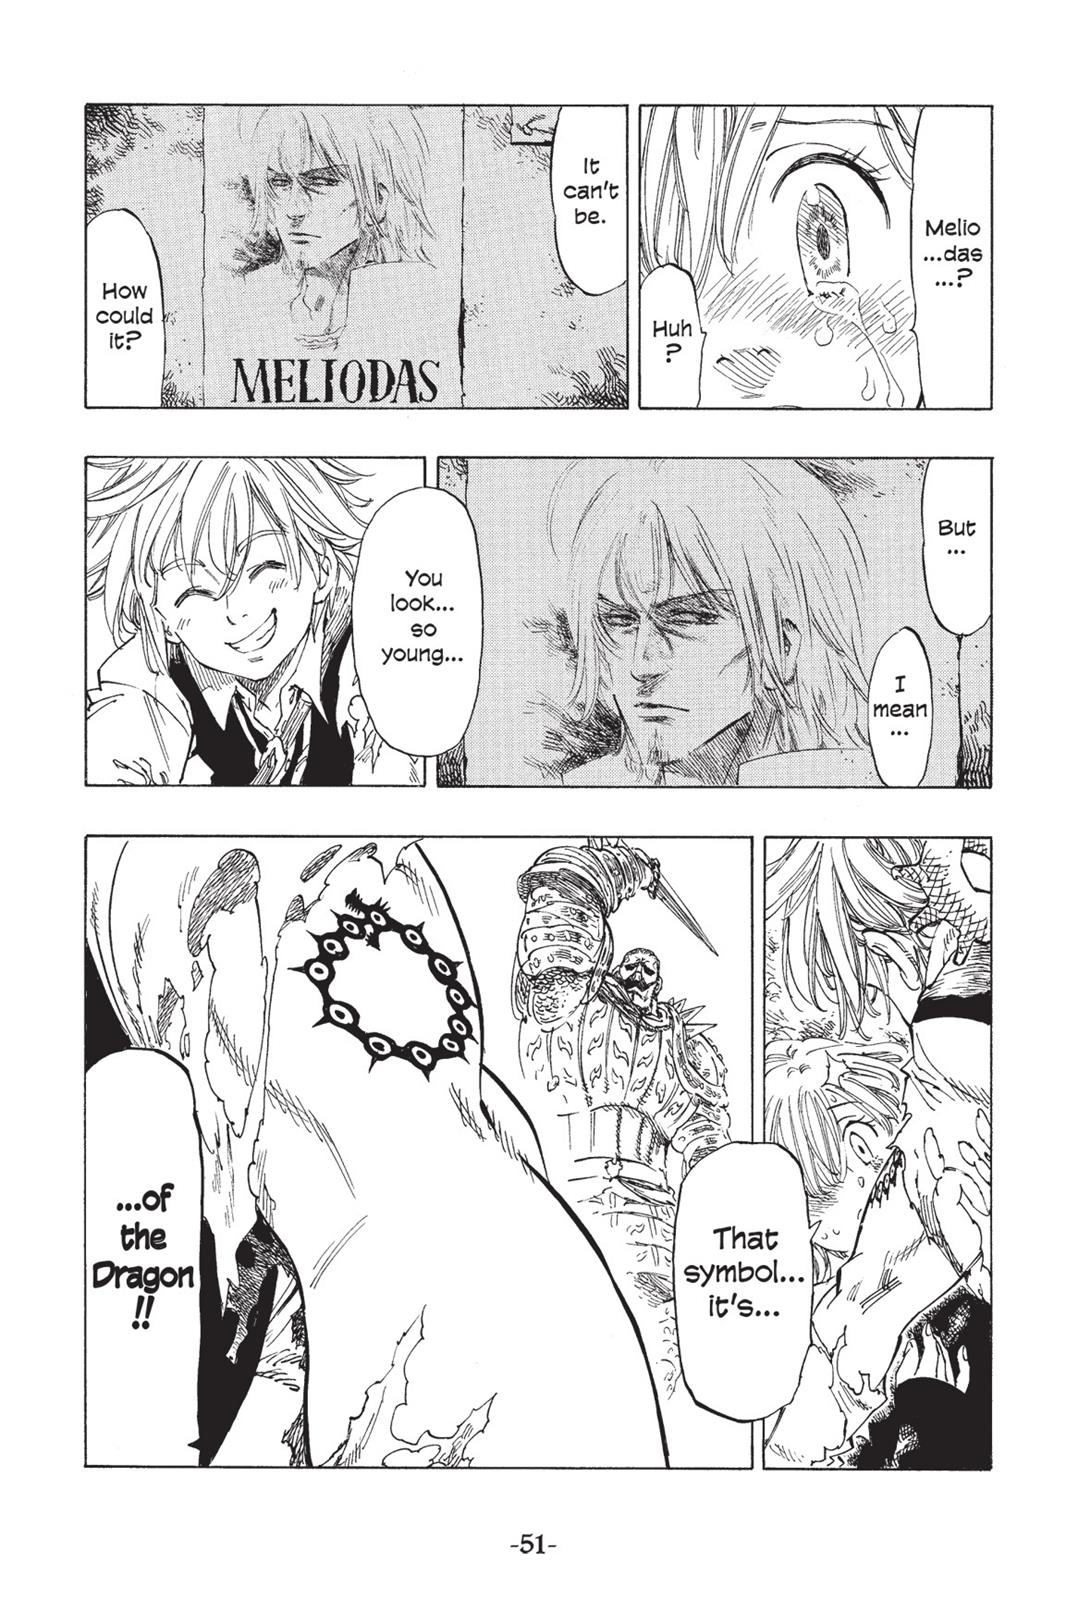 Melio
...das
...?
Huh
?
It
can't
be.
How
could
it?
MELIODAS
But
...
I
mean
...
You
look...
so
young...
That
symbol...
it's...
...of
the
Dragon
!!
-51-